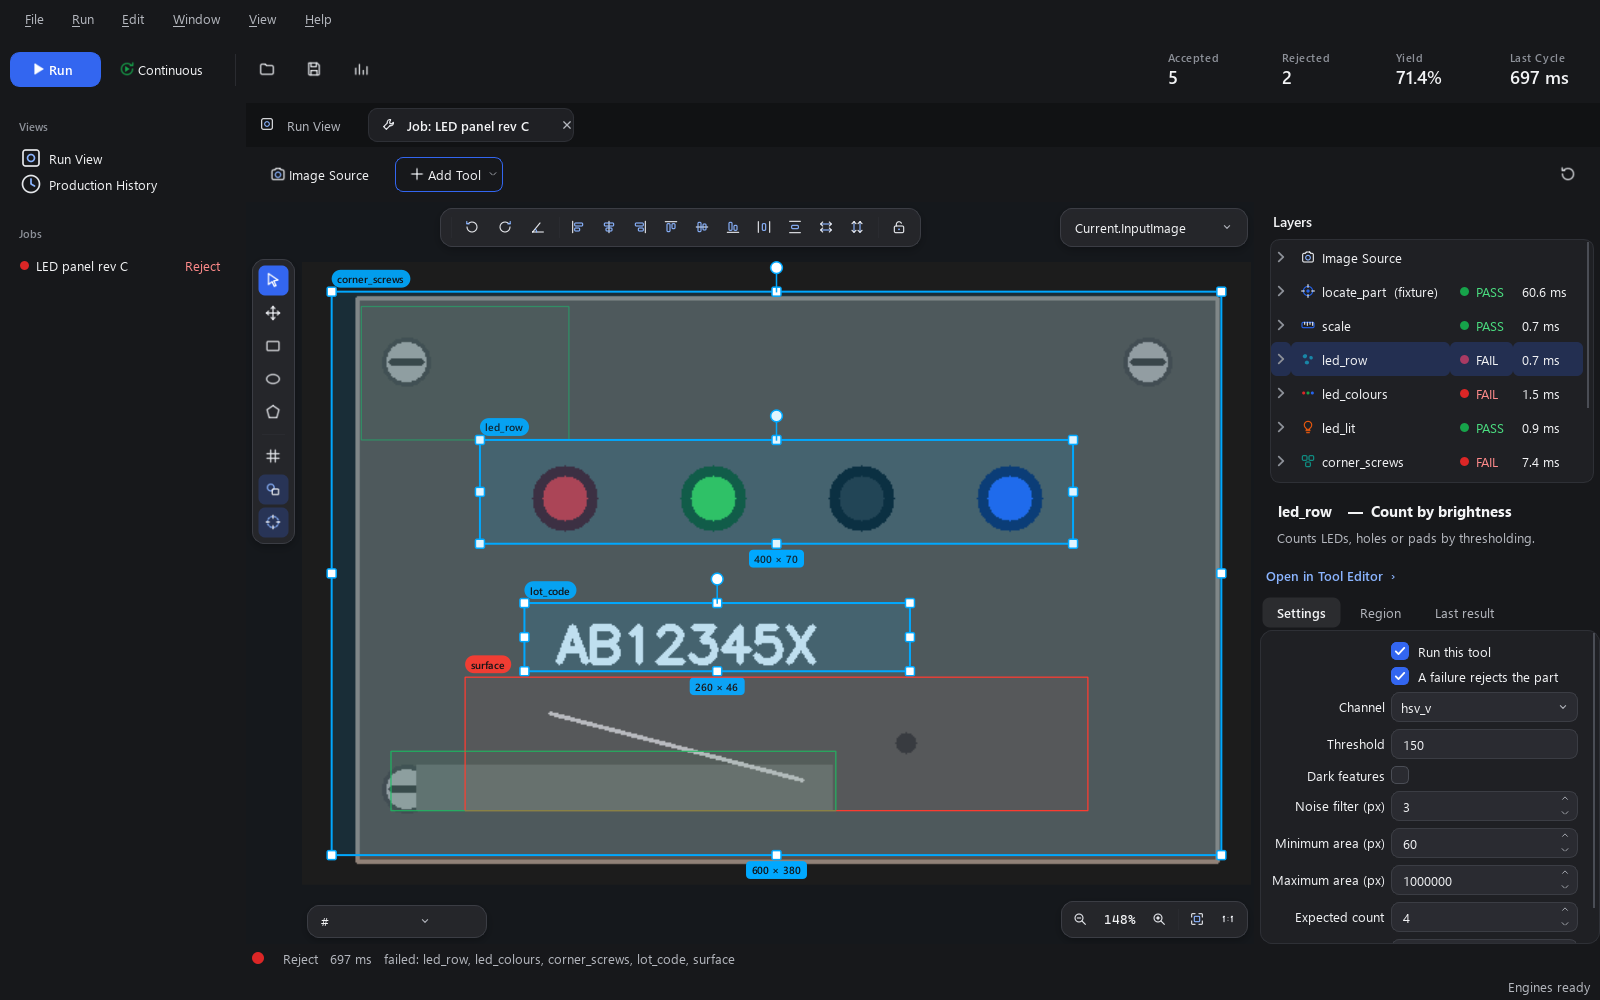 File Run Edit Window View Help
Run Continuous
Accepted Rejected Yield Last Cycle
5 2 71.4% 697 ms
Views
Run View
Production History
Jobs
LED panel rev C Reject
Run View Job: LED panel rev C
Image Source Add Tool
Current.InputImage
corner_screws
led_row
400 × 70
lot_code
AB12345X
surface
260 × 46
600 × 380
# 148% 1:1
Layers
Image Source
locate_part (fixture) PASS 60.6 ms
scale PASS 0.7 ms
led_row FAIL 0.7 ms
led_colours FAIL 1.5 ms
led_lit PASS 0.9 ms
corner_screws FAIL 7.4 ms
led_row — Count by brightness
Counts LEDs, holes or pads by thresholding.
Open in Tool Editor ›
Settings Region Last result
Run this tool
A failure rejects the part
Channel hsv_v
Threshold 150
Dark features
Noise filter (px) 3
Minimum area (px) 60
Maximum area (px) 1000000
Expected count 4
Reject 697 ms failed: led_row, led_colours, corner_screws, lot_code, surface
Engines ready